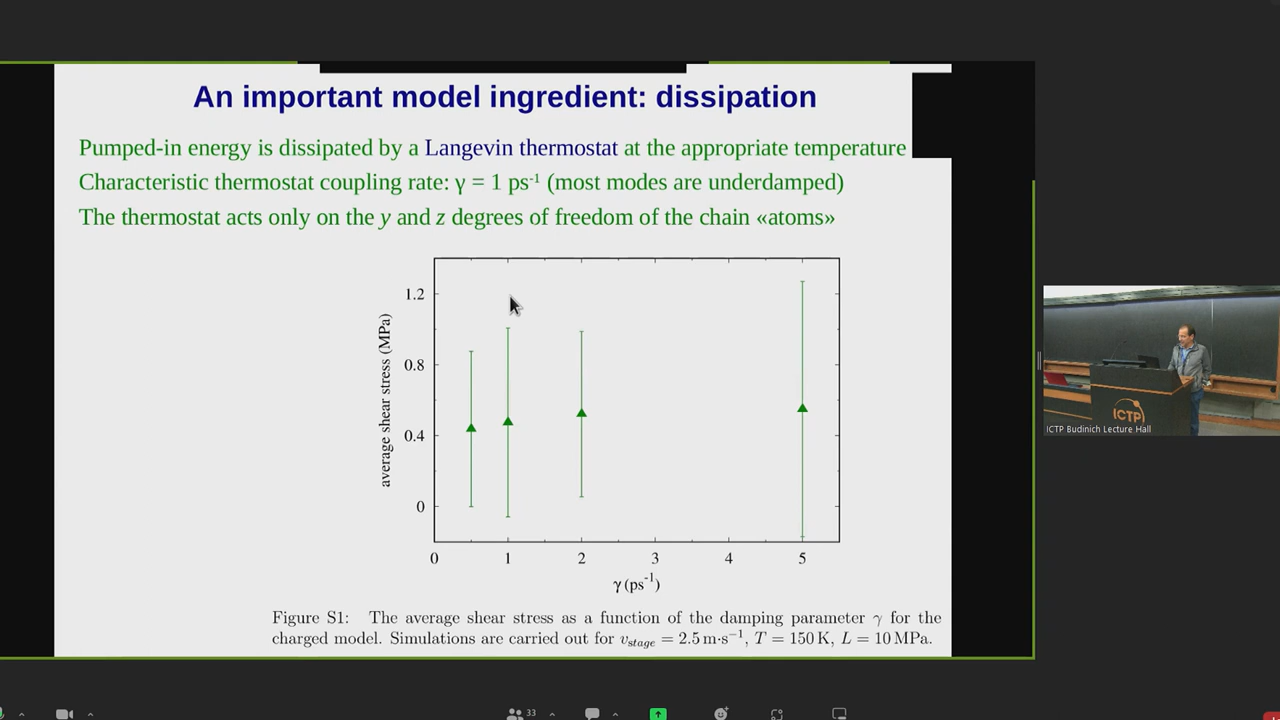 An important model ingredient: dissipation
Pumped-in energy is dissipated by a Langevin thermostat at the appropriate temperature
Characteristic thermostat coupling rate: γ = 1 ps⁻¹ (most modes are underdamped)
The thermostat acts only on the y and z degrees of freedom of the chain «atoms»
1.2
0.8
0.4
0
average shear stress (MPa)
0 1 2 3 4 5
γ (ps⁻¹)
Figure S1: The average shear stress as a function of the damping parameter γ for the
charged model. Simulations are carried out for vstage = 2.5 m·s⁻¹, T = 150 K, L = 10 MPa.
ICTP
ICTP Budinich Lecture Hall
33